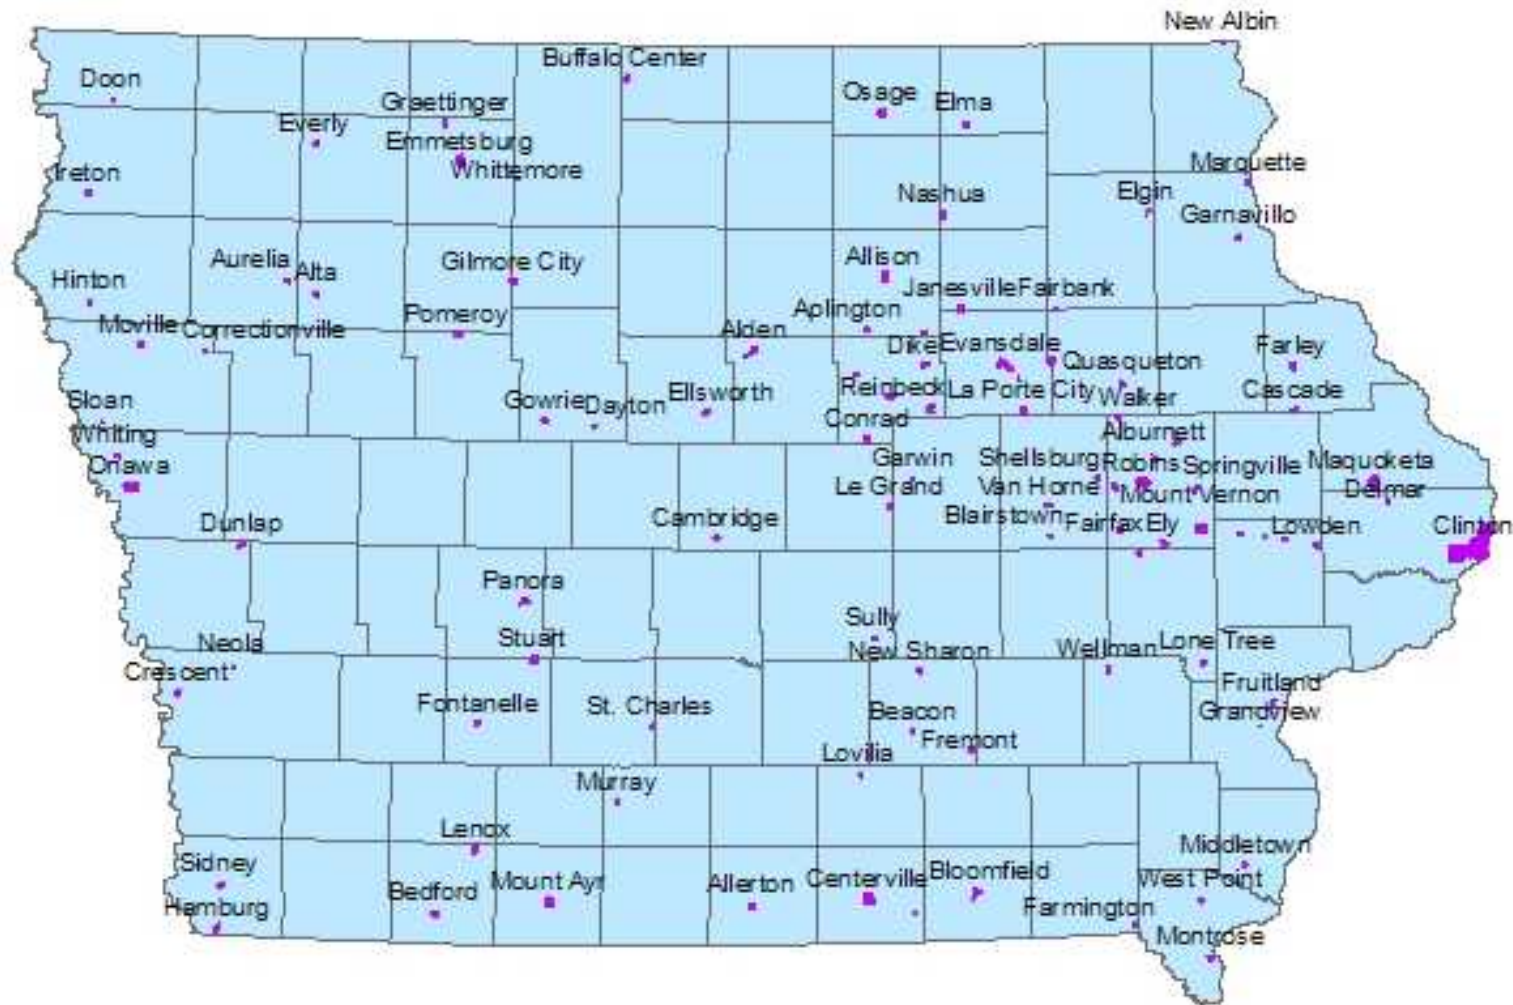 New Albin
Buffalo Center
Doon
Graettinger
Osage
Elma
Everly
Emmetsburg
Whittemore
Marquette
Ireton
Nashua
Elgin
Garnavillo
Aurelia
Alta
Gilmore City
Allison
Hinton
Janesville
Fairbank
Aplington
Pomeroy
Moville
Correctionville
Alden
Dike
Evansdale
Quasqueton
Farley
Reinbeck
La Porte City
Walker
Cascade
Ellsworth
Sloan
Gowrie
Dayton
Conrad
Whiting
Alburnett
Onawa
Garwin
Shellsburg
Robins
Springville
Maquoketa
Le Grand
Van Horne
Mount Vernon
Delmar
Dunlap
Cambridge
Blairstown
Fairfax
Ely
Lowden
Clinton
Panora
Sully
Neola
Stuart
New Sharon
Wellman
Lone Tree
Crescent
Fruitland
Fontanelle
St. Charles
Beacon
Grandview
Fremont
Lovilia
Murray
Lenox
Middletown
Sidney
Bedford
Mount Ayr
Allerton
Centerville
Bloomfield
West Point
Hamburg
Farmington
Montrose